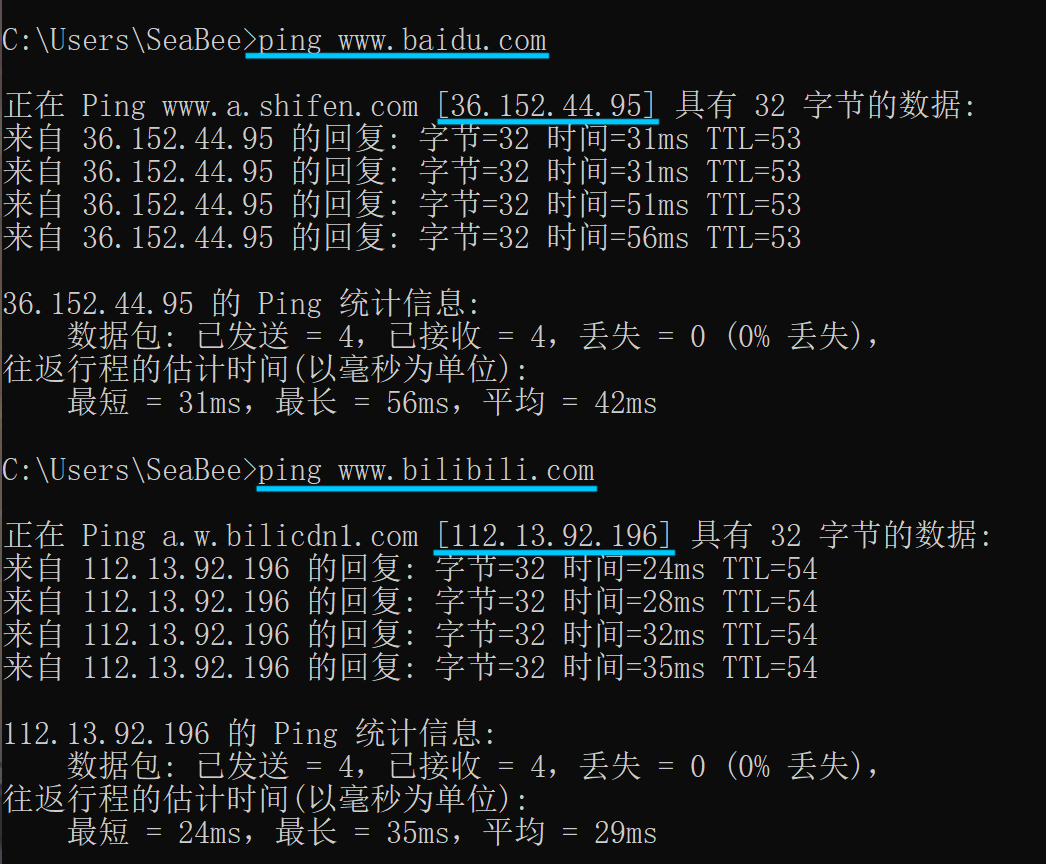 C:\Users\SeaBee>ping www.baidu.com
正在 Ping www.a.shifen.com [36.152.44.95] 具有 32 字节的数据:
来自 36.152.44.95 的回复: 字节=32 时间=31ms TTL=53
来自 36.152.44.95 的回复: 字节=32 时间=31ms TTL=53
来自 36.152.44.95 的回复: 字节=32 时间=51ms TTL=53
来自 36.152.44.95 的回复: 字节=32 时间=56ms TTL=53
36.152.44.95 的 Ping 统计信息:
数据包: 已发送 = 4，已接收 = 4，丢失 = 0 (0% 丢失)，
往返行程的估计时间(以毫秒为单位):
最短 = 31ms，最长 = 56ms，平均 = 42ms
C:\Users\SeaBee>ping www.bilibili.com
正在 Ping a.w.bilicdn1.com [112.13.92.196] 具有 32 字节的数据:
来自 112.13.92.196 的回复: 字节=32 时间=24ms TTL=54
来自 112.13.92.196 的回复: 字节=32 时间=28ms TTL=54
来自 112.13.92.196 的回复: 字节=32 时间=32ms TTL=54
来自 112.13.92.196 的回复: 字节=32 时间=35ms TTL=54
112.13.92.196 的 Ping 统计信息:
数据包: 已发送 = 4，已接收 = 4，丢失 = 0 (0% 丢失)，
往返行程的估计时间(以毫秒为单位):
最短 = 24ms，最长 = 35ms，平均 = 29ms